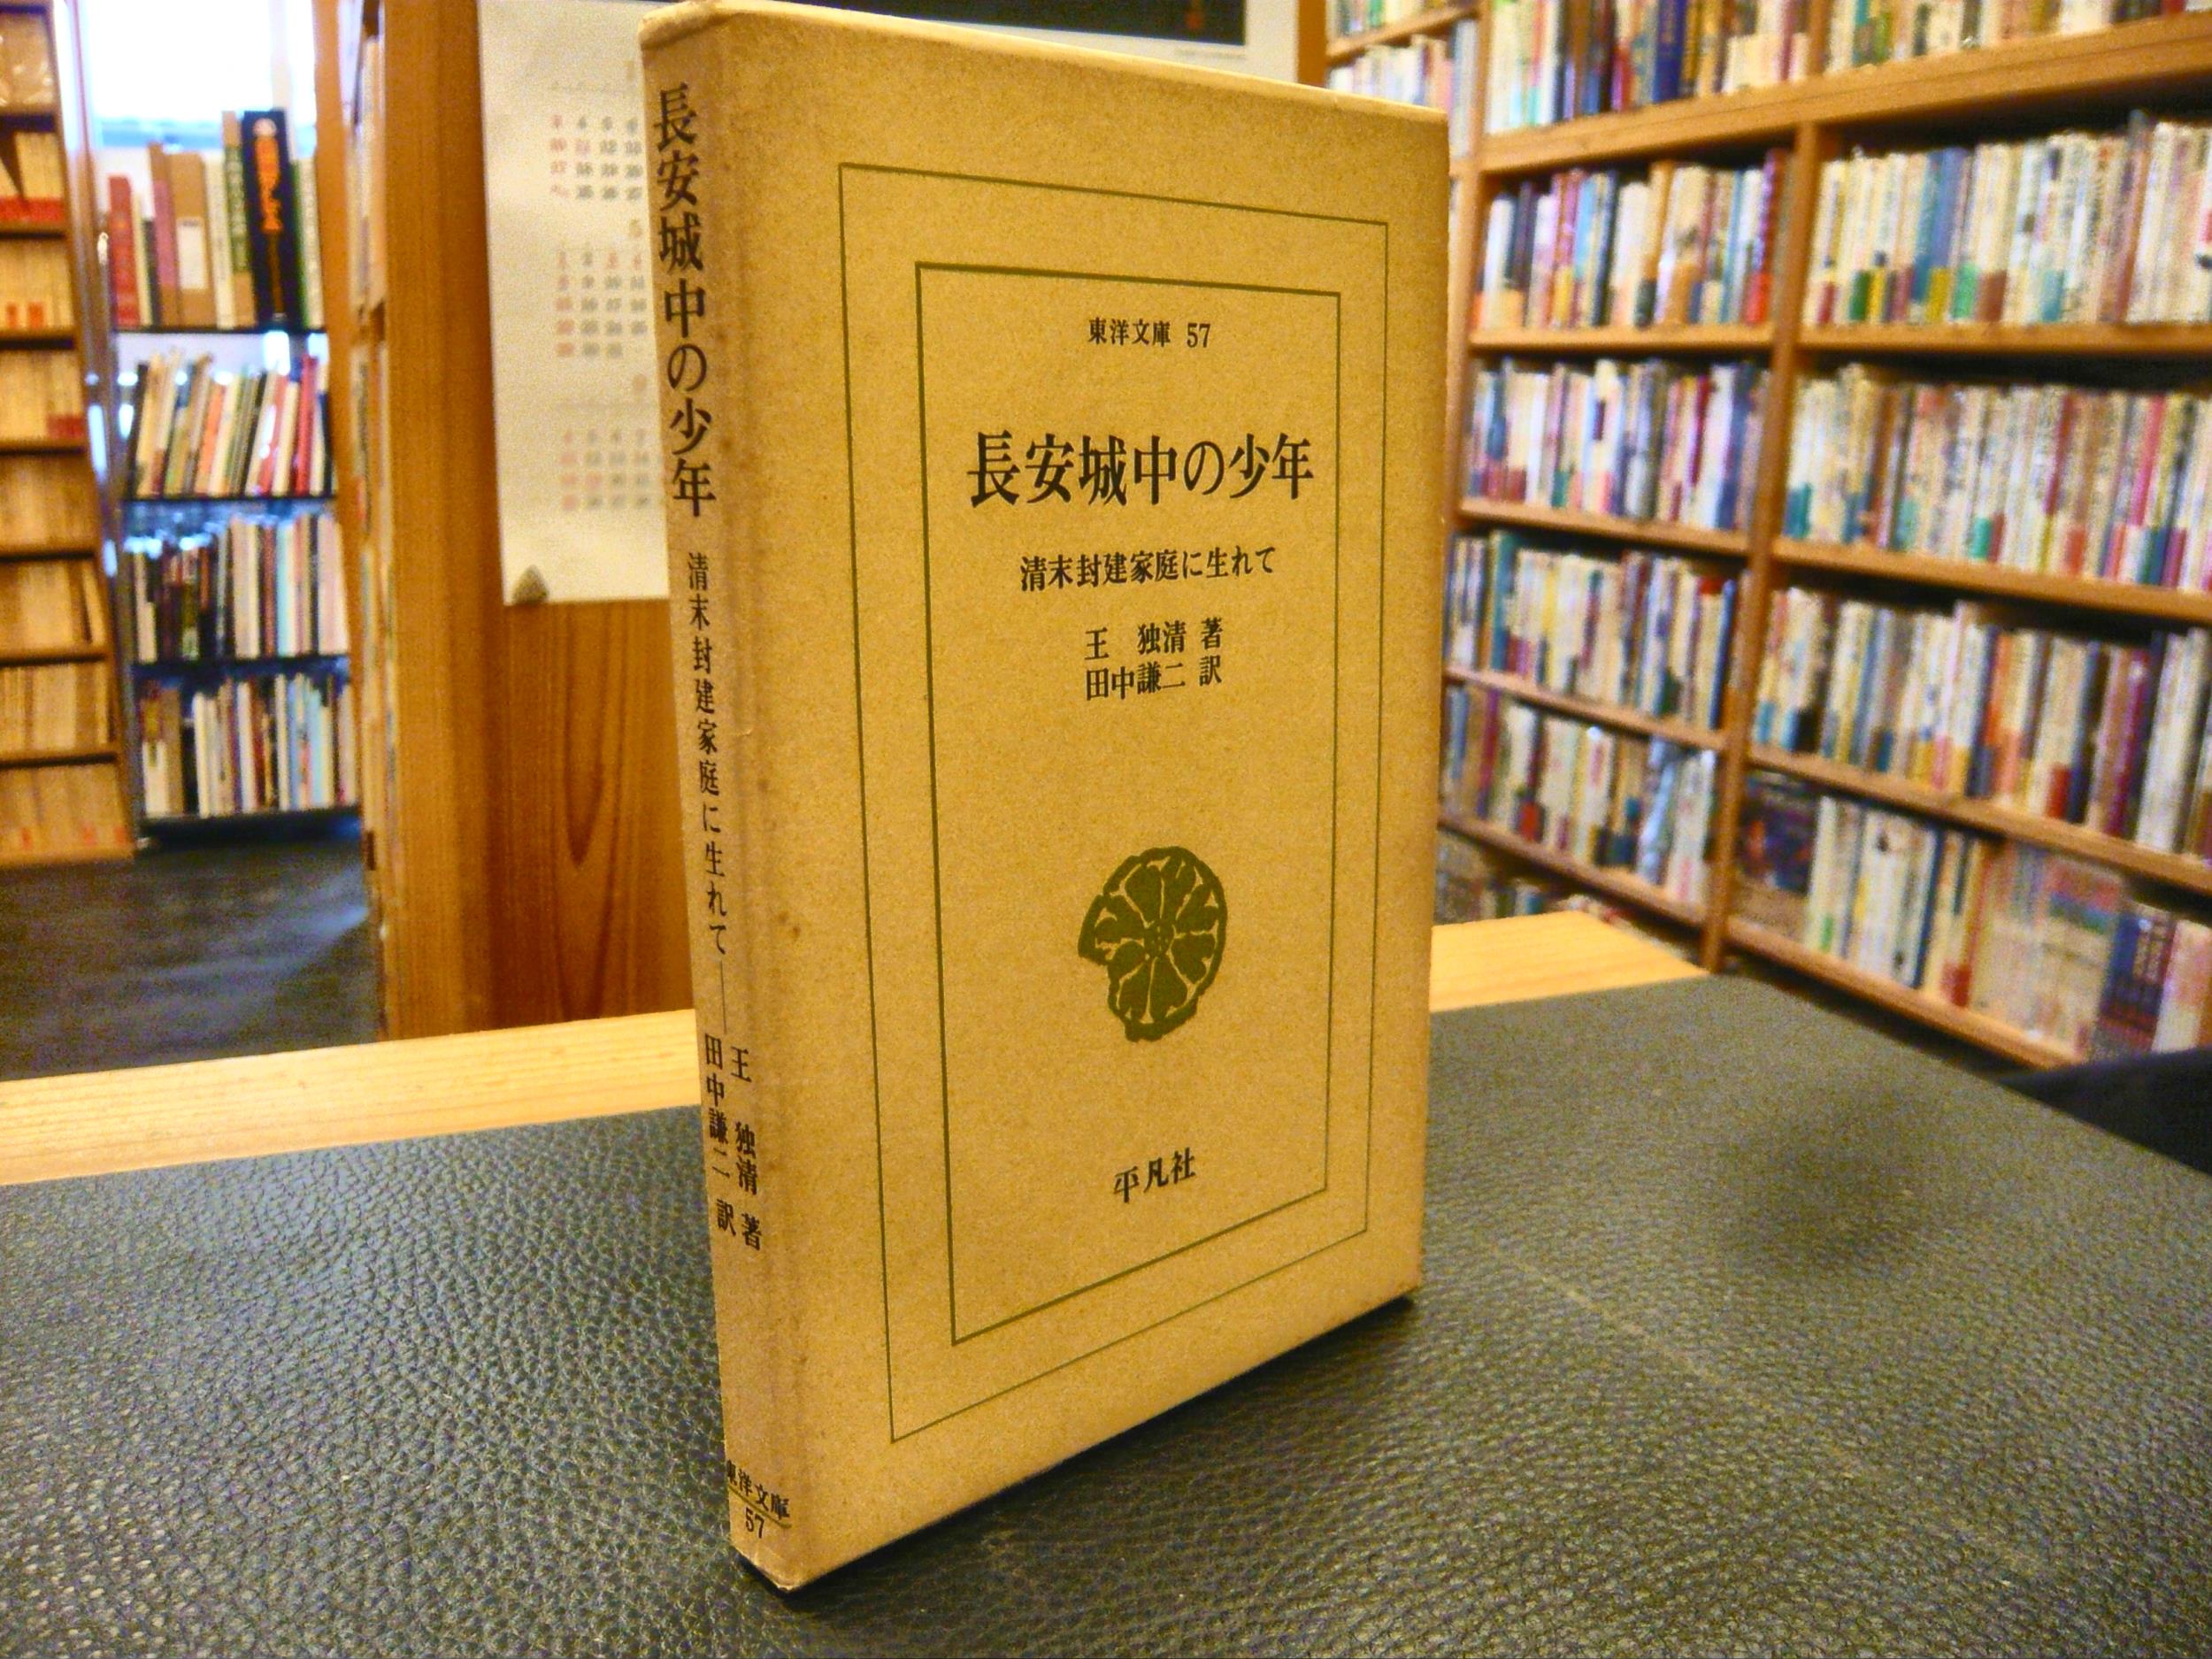 長安城中の少年 清末封建家庭に生れて──王 独清 著
田中謙二 訳
東洋文庫
57
東洋文庫 57
長安城中の少年
清末封建家庭に生れて
王 独清 著
田中謙二 訳
平凡社